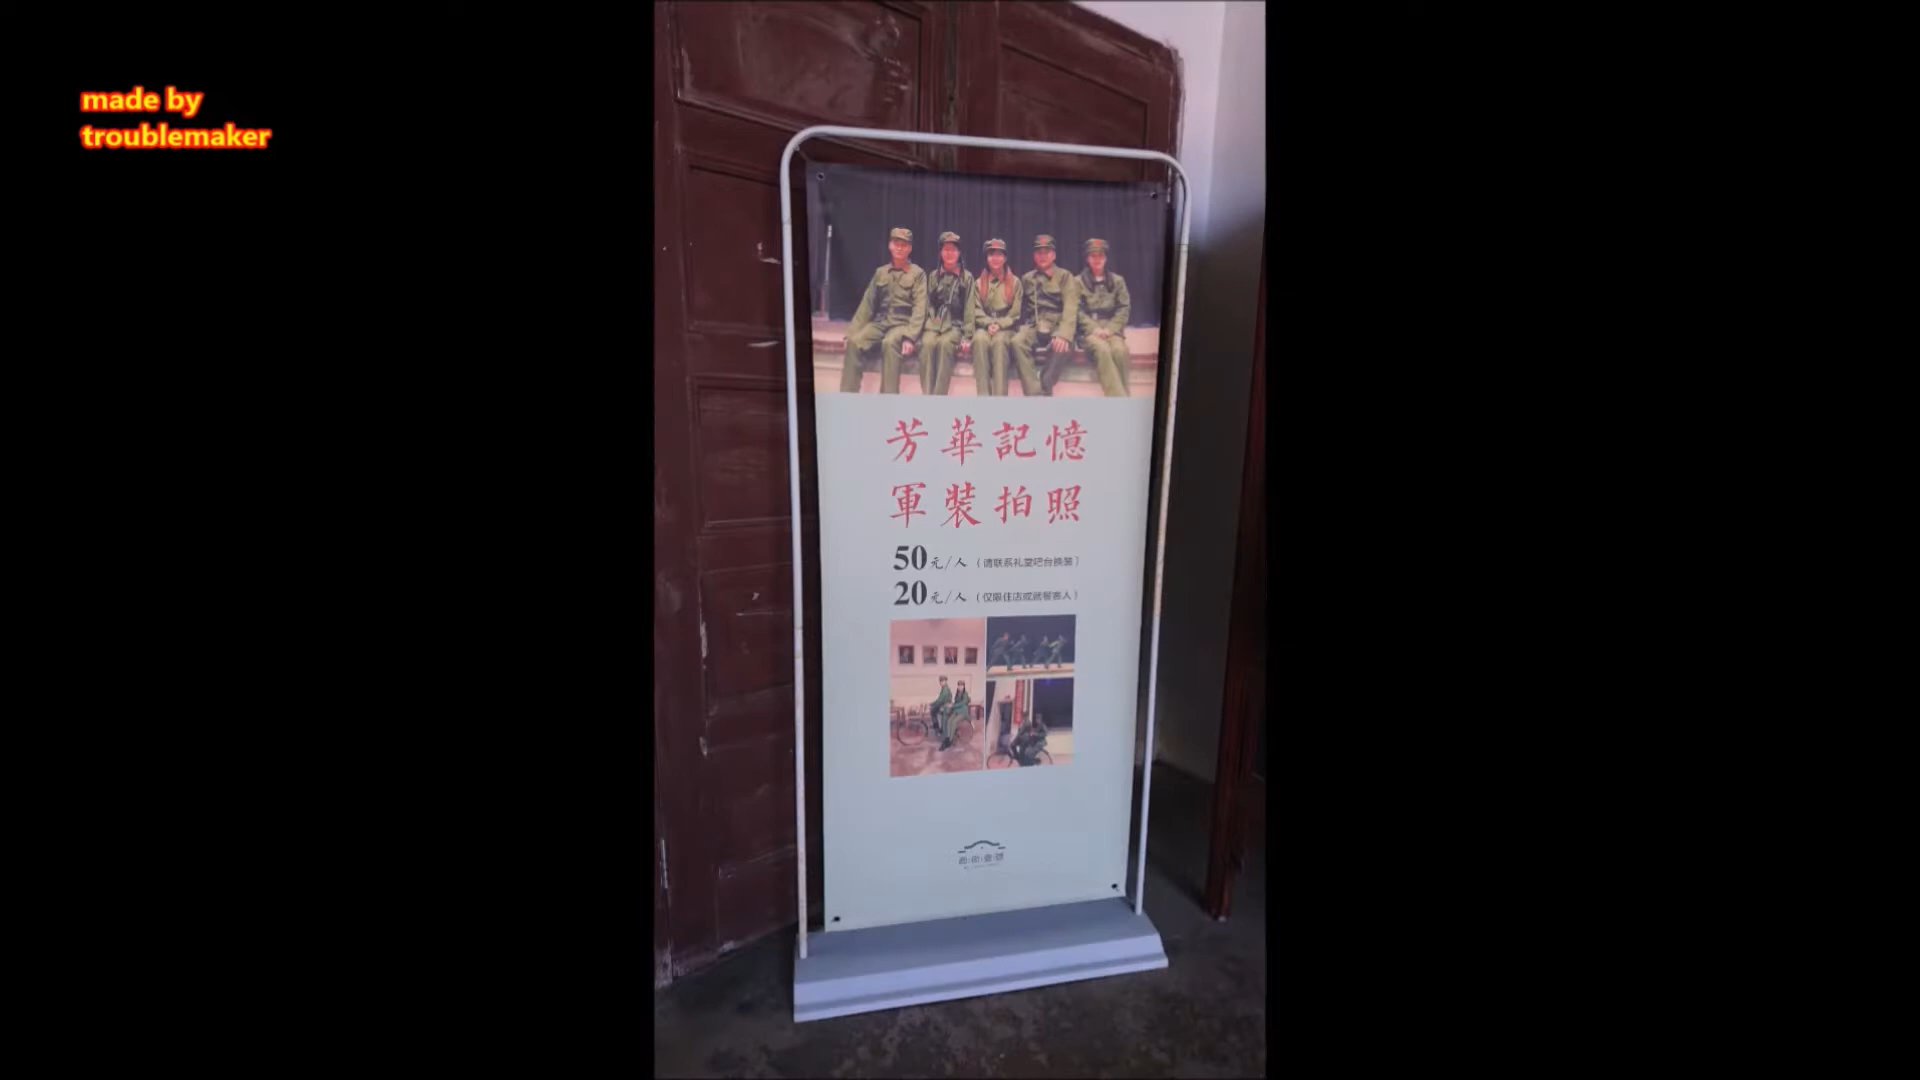 made by
troublemaker
芳華記憶
軍裝拍照
50元/人（请联系礼堂吧台换装）
20元/人（仅限住店或就餐客人）